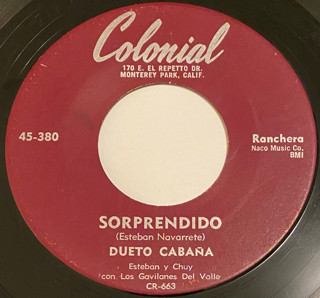 Colonial
170 E. EL REPETTO DR.
MONTEREY PARK, CALIF.
45-380
Ranchera
Naco Music Co.
BMI
SORPRENDIDO
(Esteban Navarrete)
DUETO CABAÑA
Esteban y Chuy
con Los Gavilanes Del Valle
CR-663